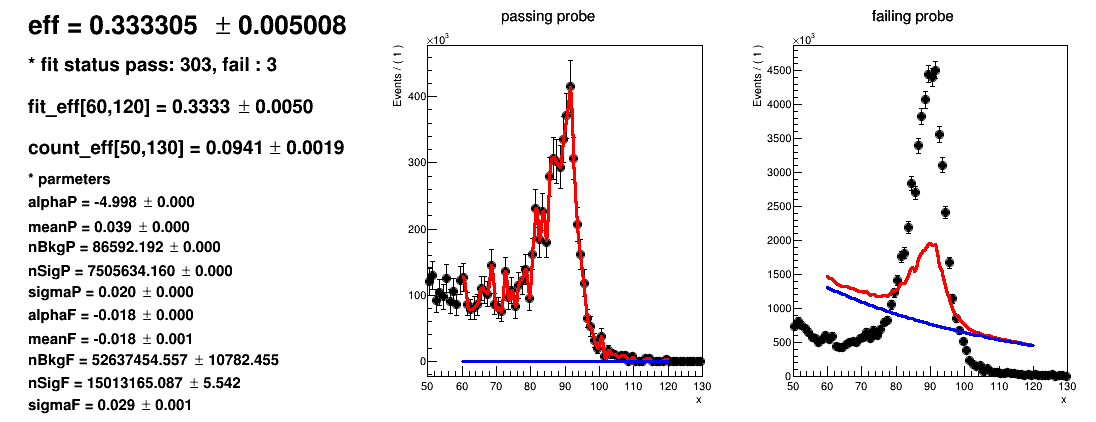 eff = 0.333305 ± 0.005008
* fit status pass: 303, fail : 3
fit_eff[60,120] = 0.3333 ± 0.0050
count_eff[50,130] = 0.0941 ± 0.0019
* parmeters
alphaP = -4.998 ± 0.000
meanP = 0.039 ± 0.000
nBkgP = 86592.192 ± 0.000
nSigP = 7505634.160 ± 0.000
sigmaP = 0.020 ± 0.000
alphaF = -0.018 ± 0.000
meanF = -0.018 ± 0.001
nBkgF = 52637454.557 ± 10782.455
nSigF = 15013165.087 ± 5.542
sigmaF = 0.029 ± 0.001
passing probe
×10³
Events / ( 1 )
400
300
200
100
0
50 60 70 80 90 100 110 120 130
x
failing probe
×10³
Events / ( 1 )
4500
4000
3500
3000
2500
2000
1500
1000
500
0
50 60 70 80 90 100 110 120 130
x